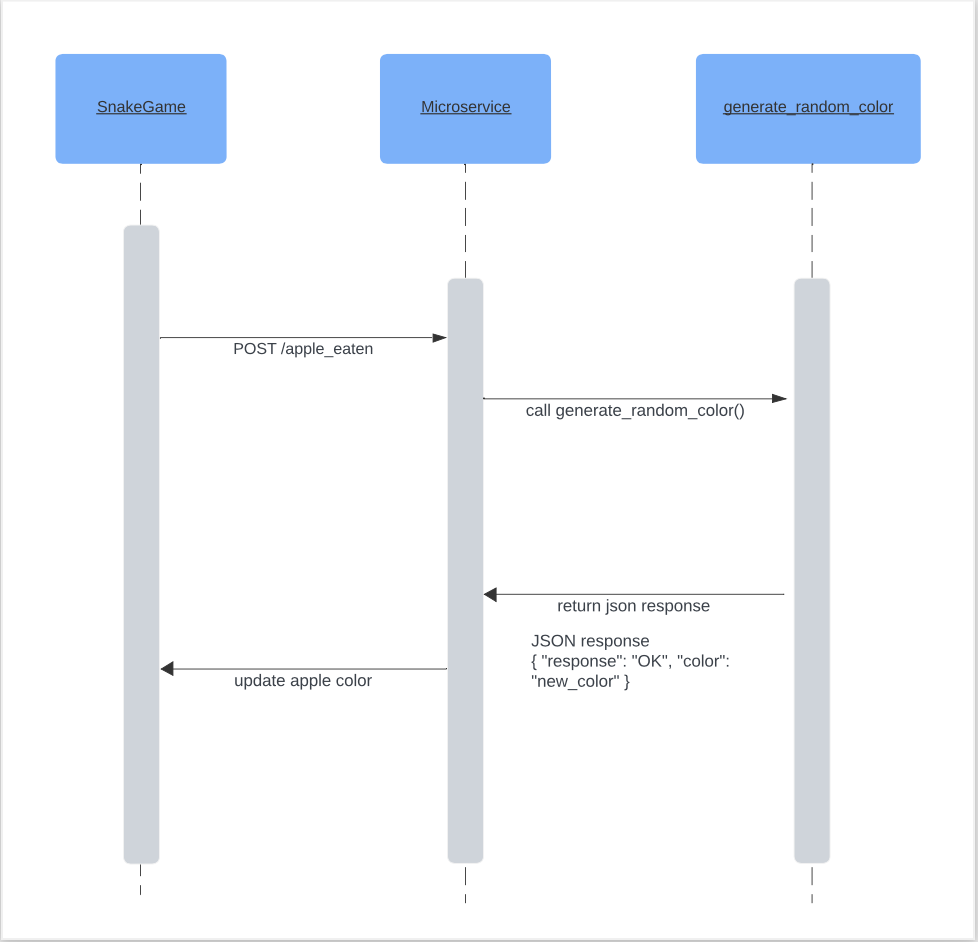 SnakeGame
Microservice
generate_random_color
POST /apple_eaten
call generate_random_color()
return json response
JSON response
{ "response": "OK", "color":
"new_color" }
update apple color